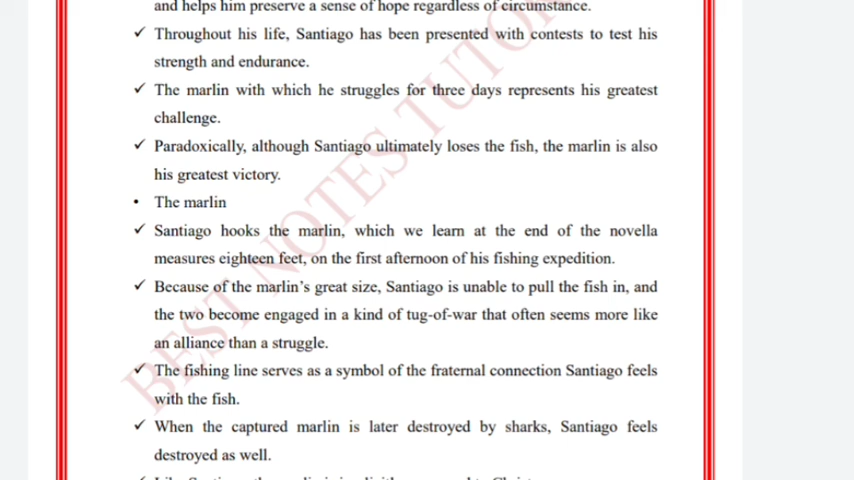 and helps him preserve a sense of hope regardless of circumstance.
✓ Throughout his life, Santiago has been presented with contests to test his
strength and endurance.
✓ The marlin with which he struggles for three days represents his greatest
challenge.
✓ Paradoxically, although Santiago ultimately loses the fish, the marlin is also
his greatest victory.
• The marlin
✓ Santiago hooks the marlin, which we learn at the end of the novella
measures eighteen feet, on the first afternoon of his fishing expedition.
✓ Because of the marlin’s great size, Santiago is unable to pull the fish in, and
the two become engaged in a kind of tug-of-war that often seems more like
an alliance than a struggle.
✓ The fishing line serves as a symbol of the fraternal connection Santiago feels
with the fish.
✓ When the captured marlin is later destroyed by sharks, Santiago feels
destroyed as well.
BEST NOTES TUTOR